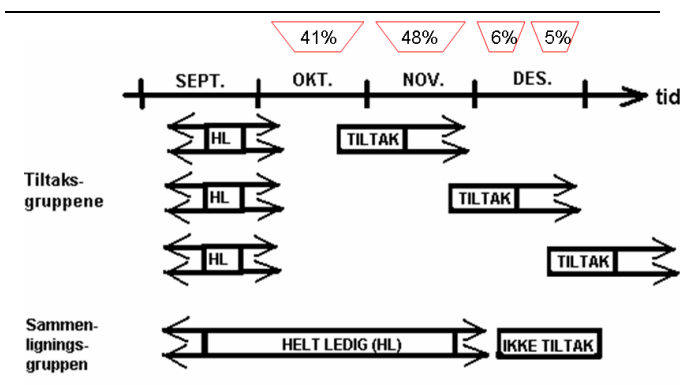 41% 48% 6% 5%
SEPT. OKT. NOV. DES.
tid
HL TILTAK
Tiltaks-
gruppene
HL TILTAK
HL TILTAK
Sammen-
lignings-
gruppen
HELT LEDIG (HL) IKKE TILTAK